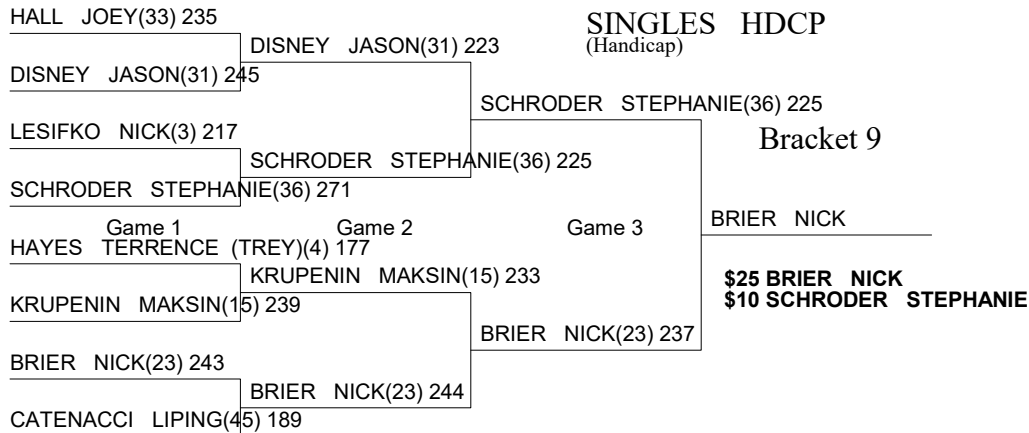 HALL JOEY(33) 235
SINGLES HDCP
(Handicap)
DISNEY JASON(31) 223
DISNEY JASON(31) 245
SCHRODER STEPHANIE(36) 225
LESIFKO NICK(3) 217
Bracket 9
SCHRODER STEPHANIE(36) 225
SCHRODER STEPHANIE(36) 271
Game 1
Game 2
Game 3
BRIER NICK
HAYES TERRENCE (TREY)(4) 177
KRUPENIN MAKSIN(15) 233
$25 BRIER NICK
$10 SCHRODER STEPHANIE
KRUPENIN MAKSIN(15) 239
BRIER NICK(23) 237
BRIER NICK(23) 243
BRIER NICK(23) 244
CATENACCI LIPING(45) 189